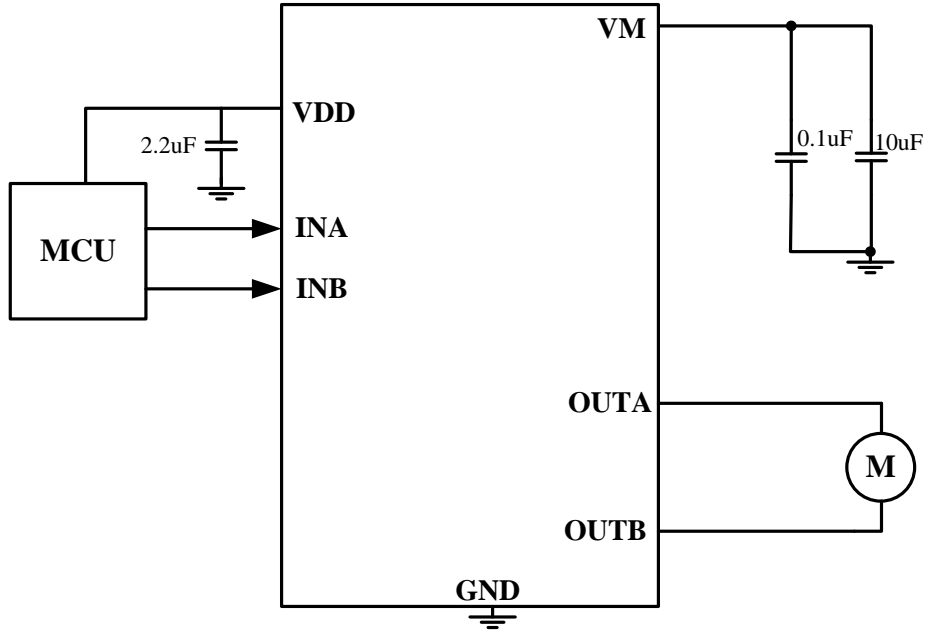 VM
VDD
2.2uF
0.1uF
10uF
INA
MCU
INB
OUTA
M
OUTB
GND